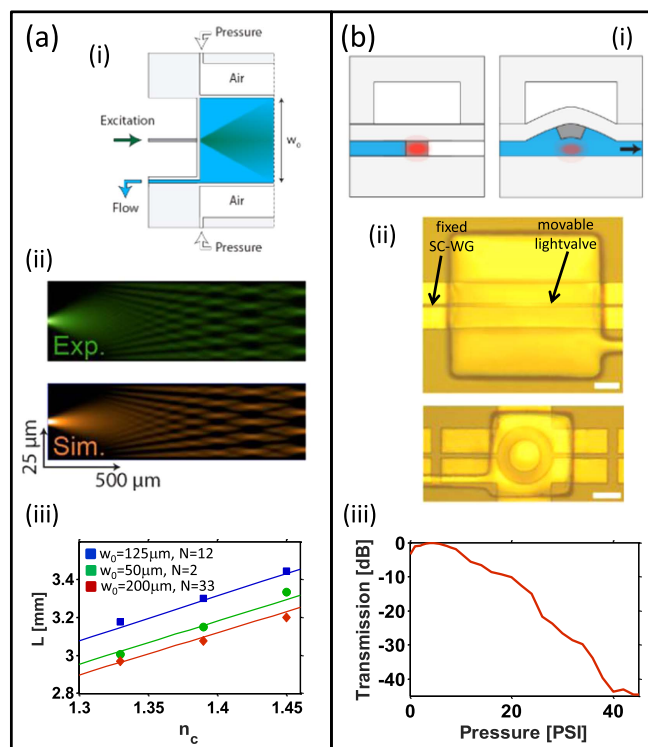 (a)
(i)
Pressure
Air
Excitation
w₀
Flow
Air
Pressure
(ii)
Exp.
Sim.
25 µm
500 µm
(iii)
w₀=125µm, N=12
w₀=50µm, N=2
w₀=200µm, N=33
L [mm]
3.4
3.2
3
2.8
1.3
1.35
1.4
1.45
n_c
(b)
(i)
(ii)
fixed
SC-WG
movable
lightvalve
(iii)
Transmission [dB]
0
-10
-20
-30
-40
0
20
40
Pressure [PSI]